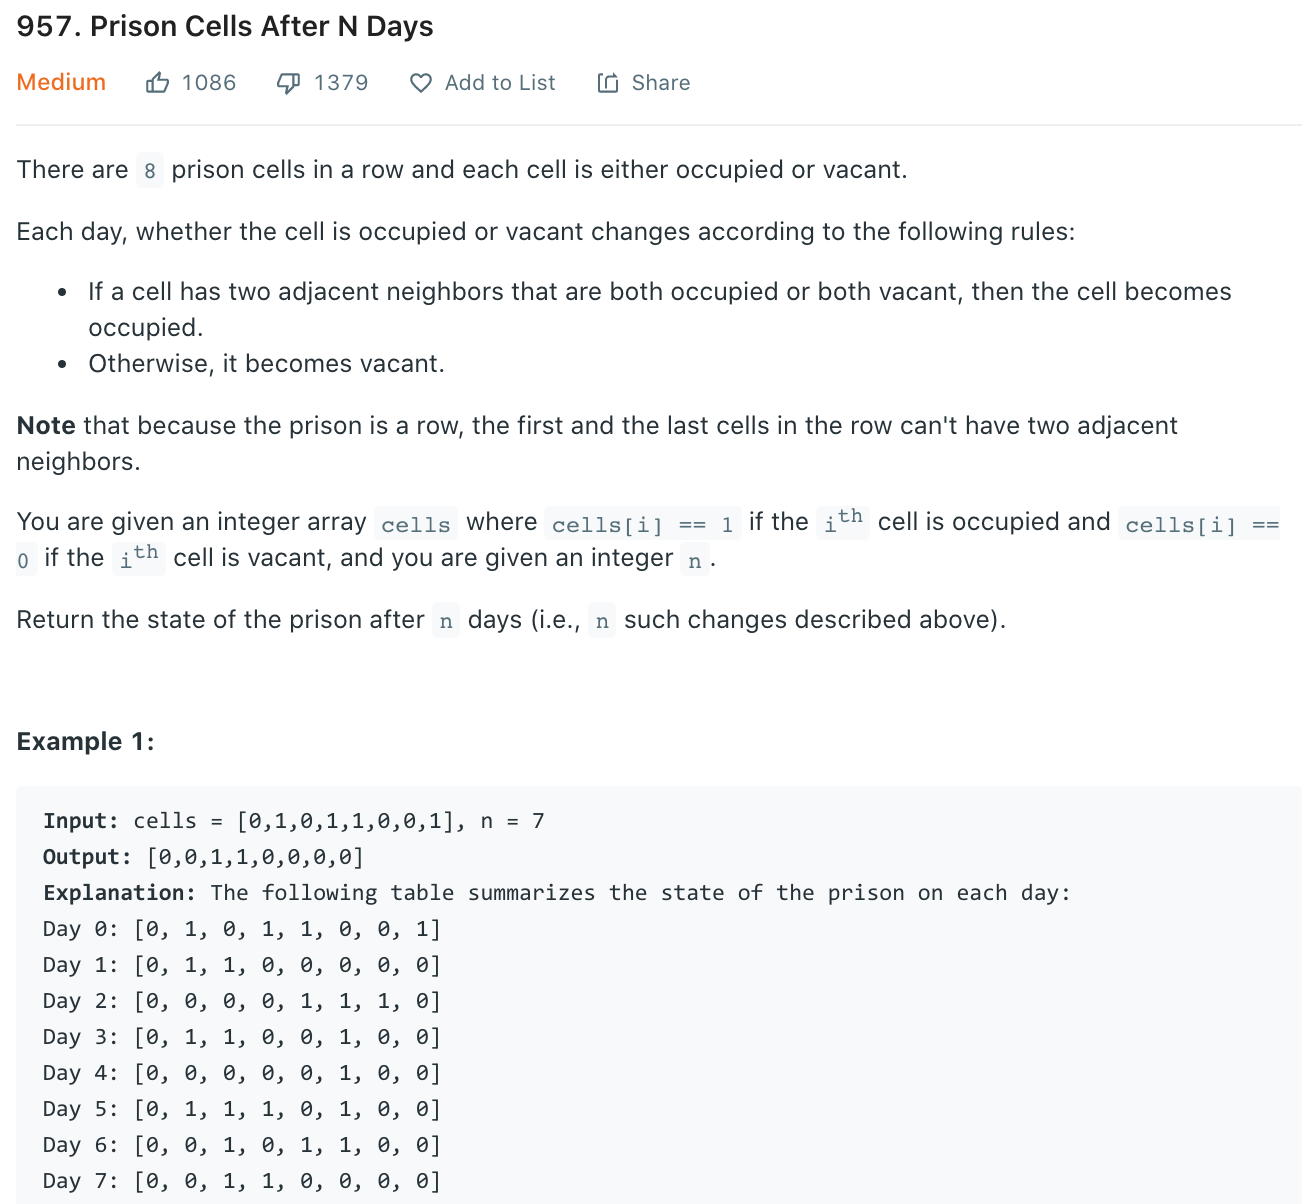 957. Prison Cells After N Days
Medium 1086 1379 Add to List Share
There are 8 prison cells in a row and each cell is either occupied or vacant.
Each day, whether the cell is occupied or vacant changes according to the following rules:
• If a cell has two adjacent neighbors that are both occupied or both vacant, then the cell becomes
occupied.
• Otherwise, it becomes vacant.
Note that because the prison is a row, the first and the last cells in the row can't have two adjacent
neighbors.
You are given an integer array cells where cells[i] == 1 if the ith cell is occupied and cells[i] ==
0 if the ith cell is vacant, and you are given an integer n.
Return the state of the prison after n days (i.e., n such changes described above).
Example 1:
Input: cells = [0,1,0,1,1,0,0,1], n = 7
Output: [0,0,1,1,0,0,0,0]
Explanation: The following table summarizes the state of the prison on each day:
Day 0: [0, 1, 0, 1, 1, 0, 0, 1]
Day 1: [0, 1, 1, 0, 0, 0, 0, 0]
Day 2: [0, 0, 0, 0, 1, 1, 1, 0]
Day 3: [0, 1, 1, 0, 0, 1, 0, 0]
Day 4: [0, 0, 0, 0, 0, 1, 0, 0]
Day 5: [0, 1, 1, 1, 0, 1, 0, 0]
Day 6: [0, 0, 1, 0, 1, 1, 0, 0]
Day 7: [0, 0, 1, 1, 0, 0, 0, 0]